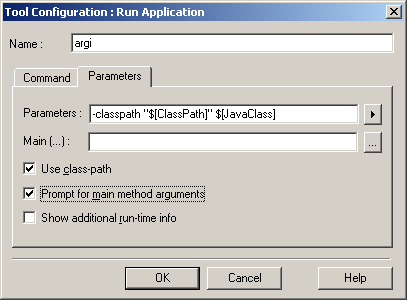 Tool Configuration : Run Application
Name : argi
Command Parameters
Parameters : -classpath "$[ClassPath]" $[JavaClass]
Main (...) : ...
Use class-path
Prompt for main method arguments
Show additional run-time info
OK Cancel Help